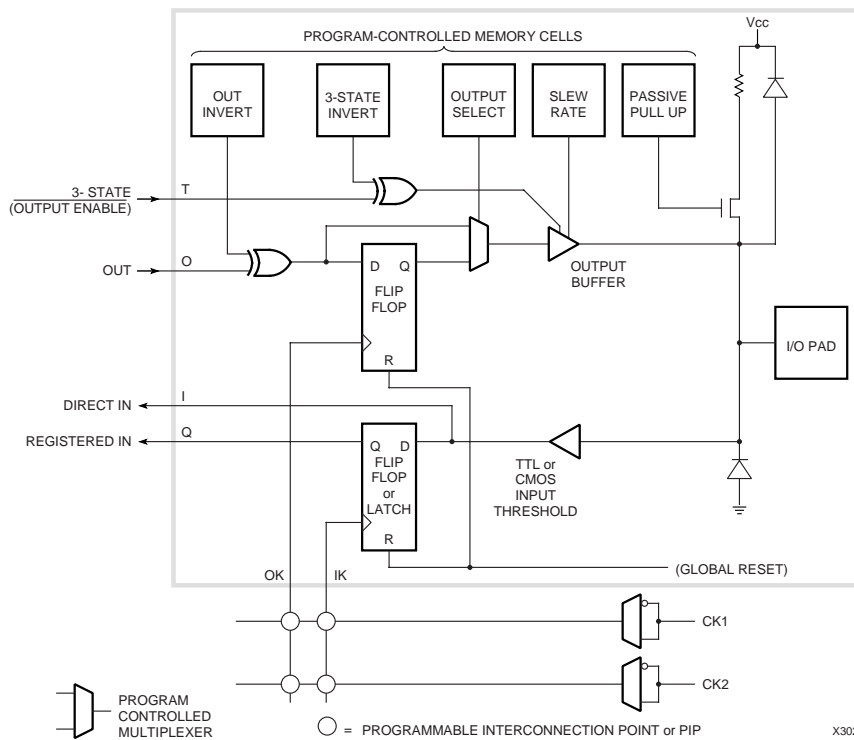 Vcc
PROGRAM-CONTROLLED MEMORY CELLS
OUT
INVERT
3-STATE
INVERT
OUTPUT
SELECT
SLEW
RATE
PASSIVE
PULL UP
3- STATE
(OUTPUT ENABLE)
T
OUT
O
D Q
FLIP
FLOP
R
OUTPUT
BUFFER
I/O PAD
DIRECT IN
I
REGISTERED IN
Q
Q D
FLIP
FLOP
or
LATCH
R
TTL or
CMOS
INPUT
THRESHOLD
OK
IK
(GLOBAL RESET)
CK1
CK2
PROGRAM
CONTROLLED
MULTIPLEXER
= PROGRAMMABLE INTERCONNECTION POINT or PIP